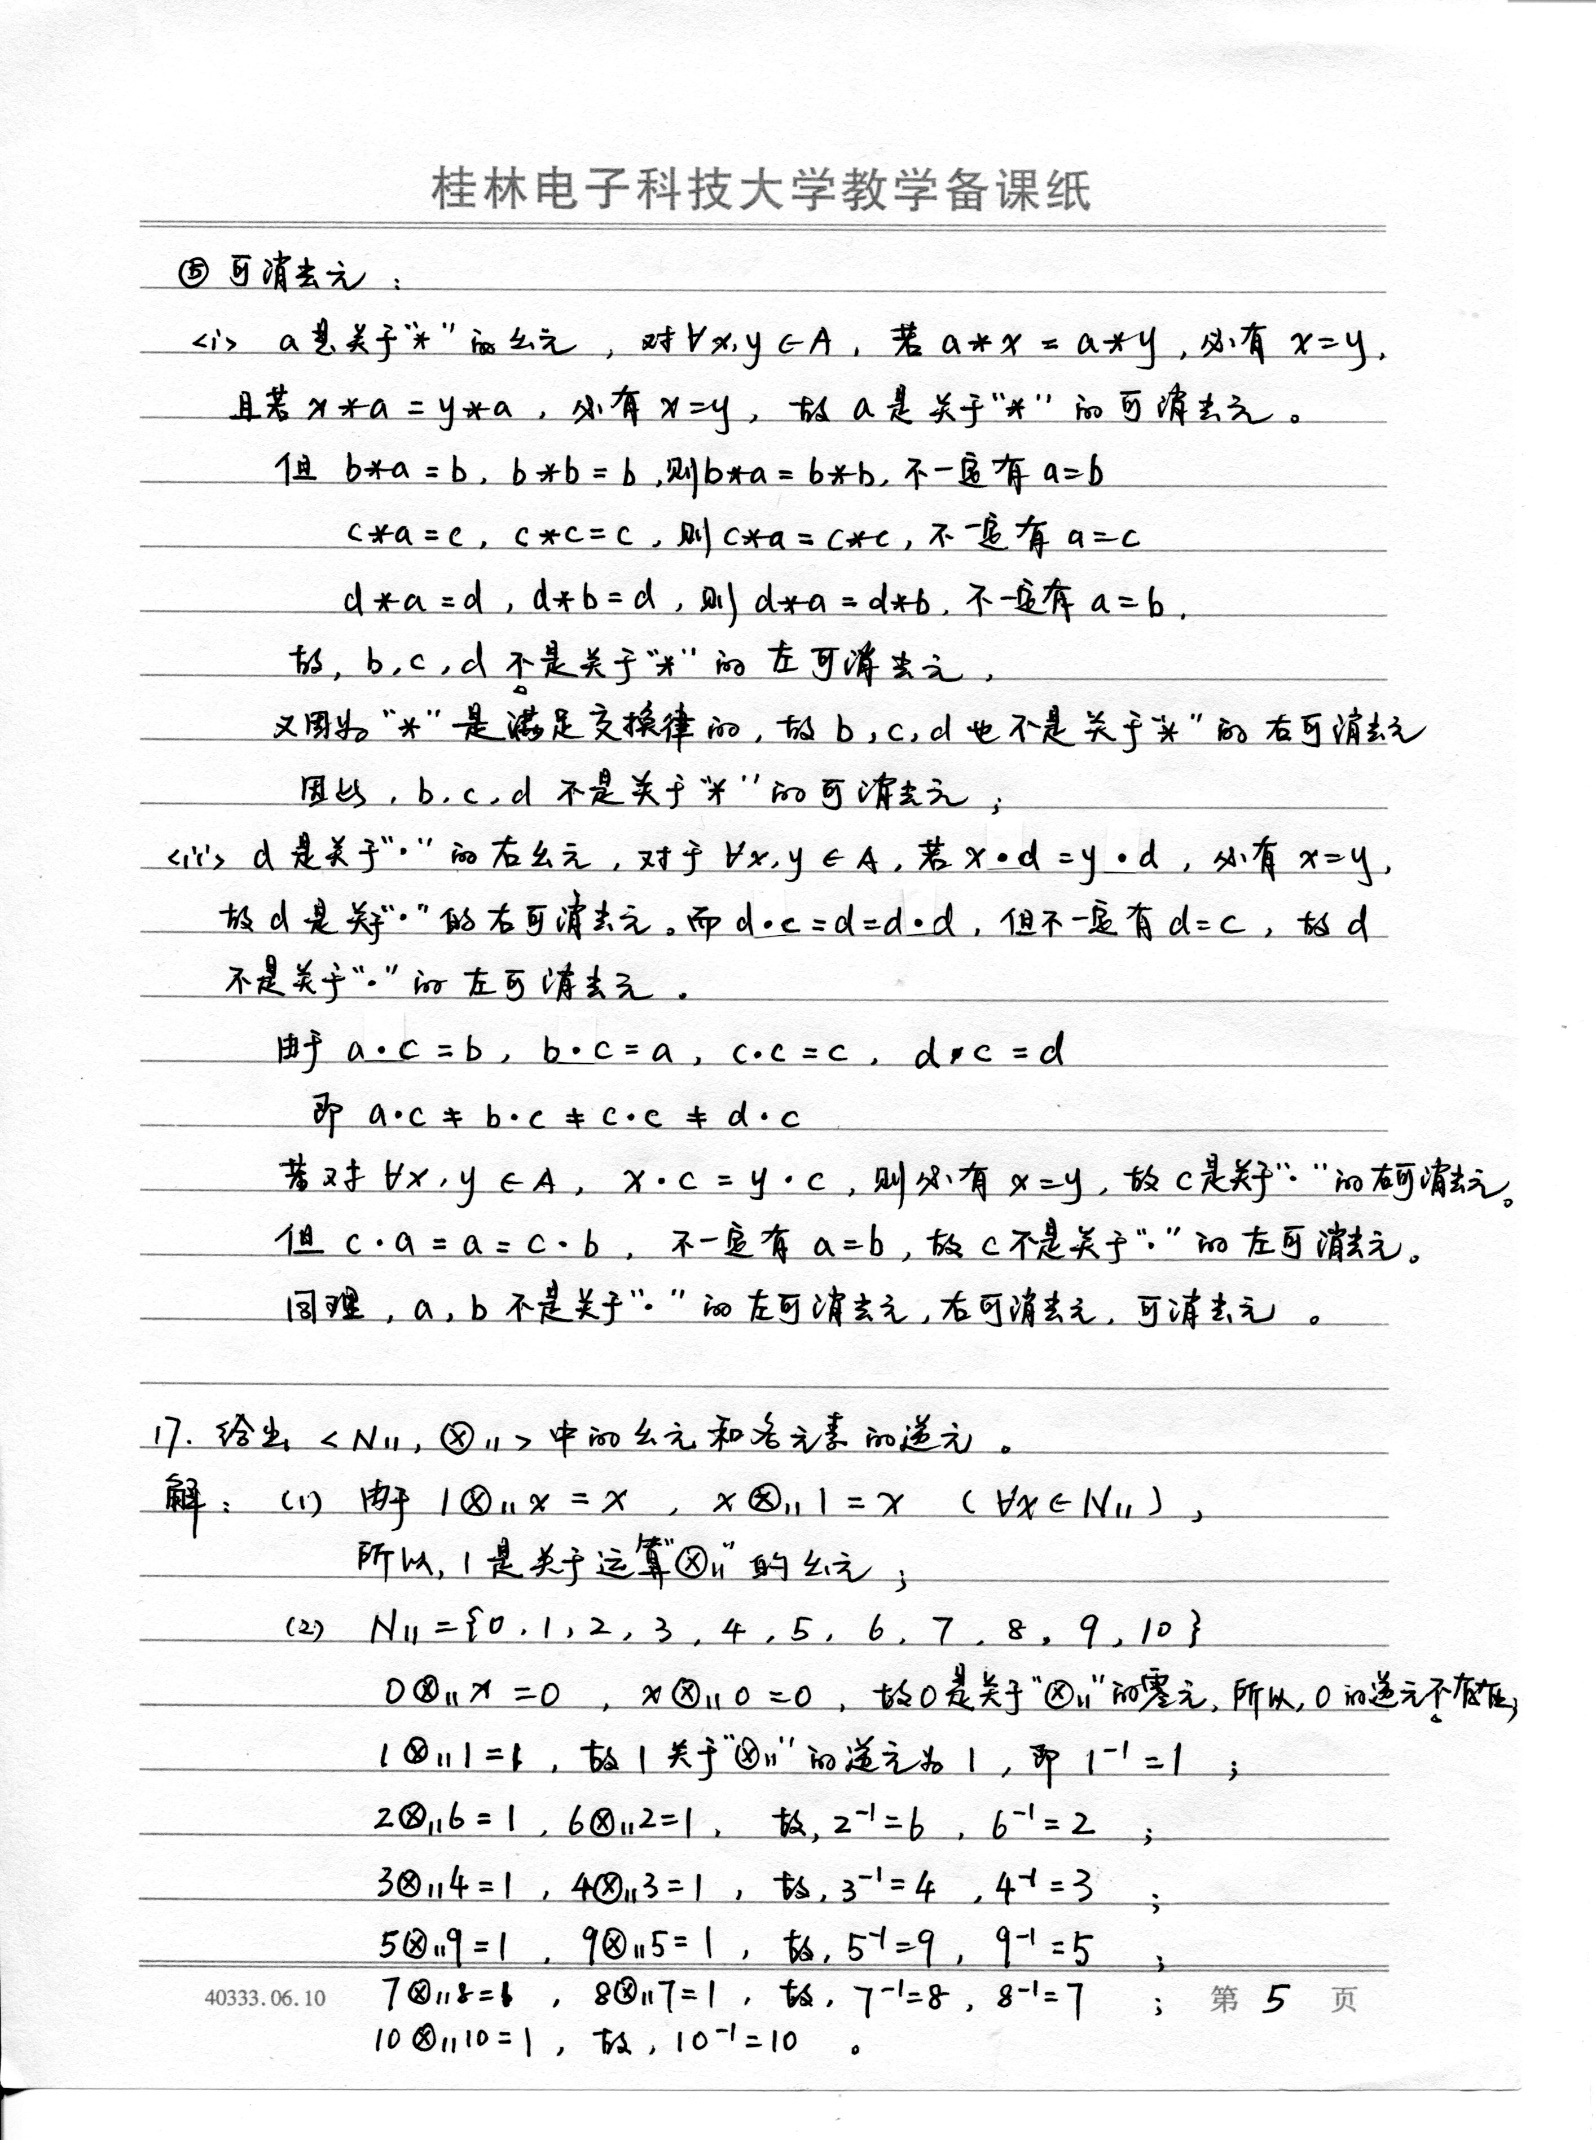 桂林电子科技大学教学备课纸
⑤ 可消去元：
<i> a是关于“*”的幺元，对∀x,y∈A，若a*x = a*y，必有 x=y，
且若 x*a = y*a，必有x=y，故a是关于“*”的可消去元。
但 b*a = b，b*b = b，则b*a = b*b，不一定有 a=b
c*a = c，c*c = c，则 c*a = c*c，不一定有 a=c
d*a = d，d*b = d，则 d*a = d*b，不一定有 a=b，
故，b,c,d不是关于“*”的左可消去元，
又因为“*”是满足交换律的，故b,c,d也不是关于“*”的右可消去元
因此，b,c,d 不是关于“*”的可消去元；
<ii> d是关于“·”的右幺元，对于∀x,y∈A，若 x·d = y·d，必有 x=y，
故d是关于“·”的右可消去元。而 d·c=d=d·d，但不一定有 d=c，故d
不是关于“·”的左可消去元。
由于 a·c=b，b·c=a，c·c=c，d·c=d
即 a·c ≠ b·c ≠ c·c ≠ d·c
若对∀x,y∈A，x·c = y·c，则必有 x=y，故c是关于“·”的右可消去元。
但 c·a = a = c·b，不一定有 a=b，故c不是关于“·”的左可消去元。
同理，a,b不是关于“·”的左可消去元，右可消去元，可消去元。
17. 给出 <N₁₁, ⊗₁₁> 中的幺元和各元素的逆元。
解：(1) 由于 1⊗₁₁x = x，x⊗₁₁1 = x （∀x∈N₁₁），
所以，1是关于运算“⊗₁₁”的幺元；
(2) N₁₁={0,1,2,3,4,5,6,7,8,9,10}
0⊗₁₁x =0，x⊗₁₁0=0，故0是关于“⊗₁₁”的零元，所以，0的逆元不存在；
1⊗₁₁1=1，故1关于“⊗₁₁”的逆元为1，即 1⁻¹=1；
2⊗₁₁6=1，6⊗₁₁2=1，故，2⁻¹=6，6⁻¹=2；
3⊗₁₁4=1，4⊗₁₁3=1，故，3⁻¹=4，4⁻¹=3；
5⊗₁₁9=1，9⊗₁₁5=1，故，5⁻¹=9，9⁻¹=5；
7⊗₁₁8=1，8⊗₁₁7=1，故，7⁻¹=8，8⁻¹=7；
40333.06.10 第 5 页
10⊗₁₁10=1，故，10⁻¹=10。